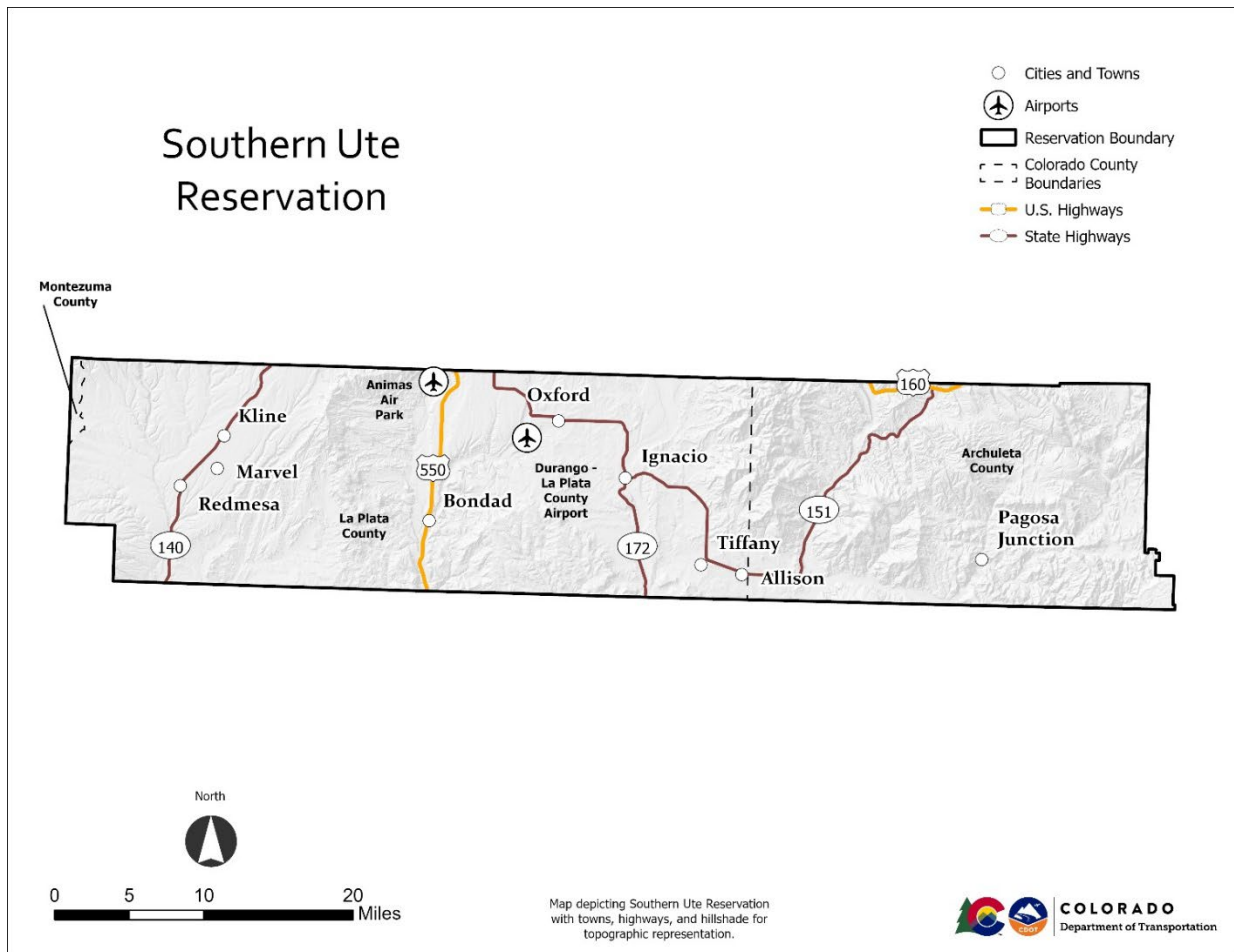 Southern Ute
Reservation
Cities and Towns
Airports
Reservation Boundary
Colorado County
Boundaries
U.S. Highways
State Highways
Montezuma
County
Kline
Marvel
Redmesa
140
Animas
Air
Park
550
Bondad
La Plata
County
Oxford
Durango -
La Plata
County
Airport
Ignacio
172
Tiffany
Allison
160
151
Archuleta
County
Pagosa
Junction
North
0 5 10 20
Miles
Map depicting Southern Ute Reservation
with towns, highways, and hillshade for
topographic representation.
CDOT
COLORADO
Department of Transportation